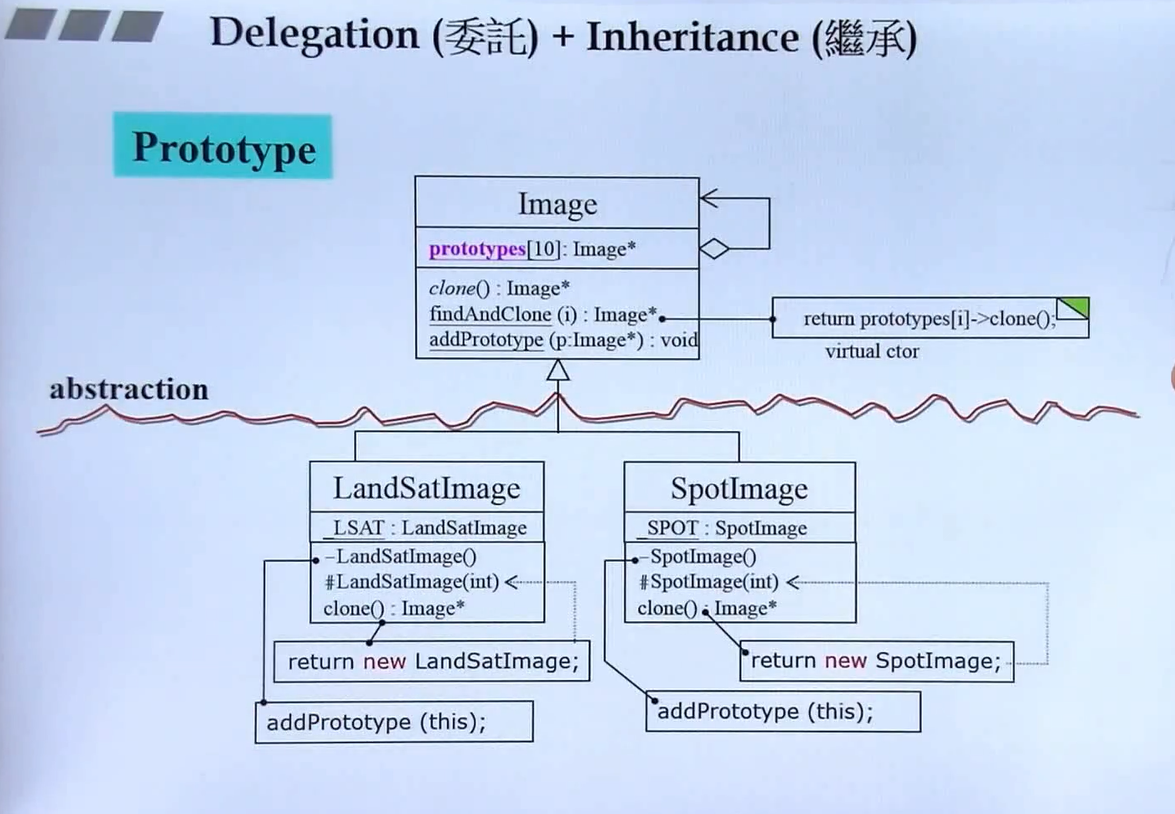 Delegation (委託) + Inheritance (繼承)
Prototype
Image
prototypes[10]: Image*
clone() : Image*
findAndClone (i) : Image*
addPrototype (p:Image*) : void
return prototypes[i]->clone();
virtual ctor
abstraction
LandSatImage
_LSAT : LandSatImage
-LandSatImage()
#LandSatImage(int)
clone() : Image*
return new LandSatImage;
addPrototype (this);
SpotImage
_SPOT : SpotImage
-SpotImage()
#SpotImage(int)
clone() : Image*
return new SpotImage;
addPrototype (this);